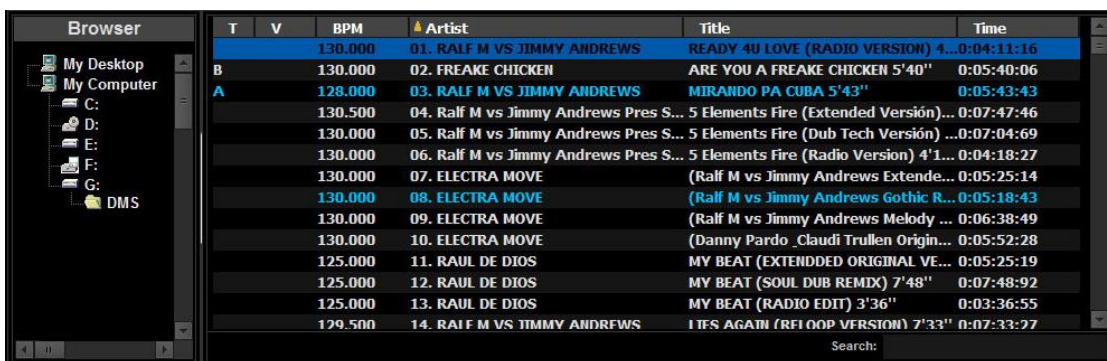 Browser
My Desktop
My Computer
C:
D:
E:
F:
G:
DMS
T V BPM Artist Title Time
130.000 01. RALF M VS JIMMY ANDREWS READY 4U LOVE (RADIO VERSION) 4...0:04:11:16
B 130.000 02. FREAKE CHICKEN ARE YOU A FREAKE CHICKEN 5'40'' 0:05:40:06
A 128.000 03. RALF M VS JIMMY ANDREWS MIRANDO PA CUBA 5'43'' 0:05:43:43
130.500 04. Ralf M vs Jimmy Andrews Pres S... 5 Elements Fire (Extended Versión)... 0:07:47:46
130.000 05. Ralf M vs Jimmy Andrews Pres S... 5 Elements Fire (Dub Tech Versión) ...0:07:04:69
130.000 06. Ralf M vs Jimmy Andrews Pres S... 5 Elements Fire (Radio Version) 4'1... 0:04:18:27
130.000 07. ELECTRA MOVE (Ralf M vs Jimmy Andrews Extende... 0:05:25:14
130.000 08. ELECTRA MOVE (Ralf M vs Jimmy Andrews Gothic R... 0:05:18:43
130.000 09. ELECTRA MOVE (Ralf M vs Jimmy Andrews Melody ... 0:06:38:49
130.000 10. ELECTRA MOVE (Danny Pardo _Claudi Trullen Origin... 0:05:52:28
125.000 11. RAUL DE DIOS MY BEAT (EXTENDDED ORIGINAL VE... 0:05:25:19
125.000 12. RAUL DE DIOS MY BEAT (SOUL DUB REMIX) 7'48'' 0:07:48:92
125.000 13. RAUL DE DIOS MY BEAT (RADIO EDIT) 3'36'' 0:03:36:55
129.500 14. RALF M VS JIMMY ANDREWS LIES AGAIN (RELOOP VERSION) 7'33'' 0:07:33:27
Search: